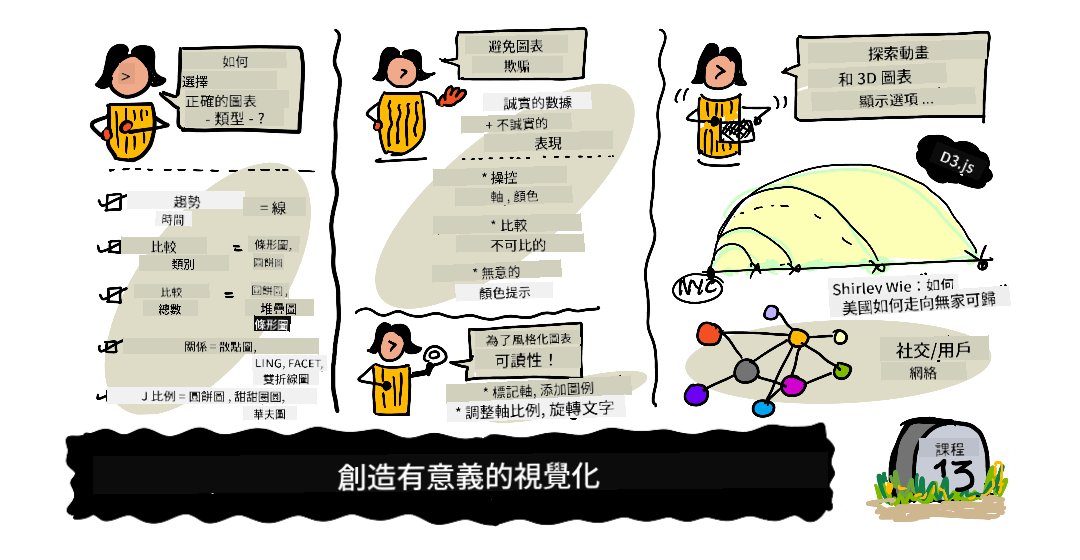 如何
選擇
正確的圖表
- 類型 - ?
趨勢
時間
= 線
比較
類別
=
條形圖,
圓餅圖
比較
總數
=
圓餅圖,
堆疊圖
條形圖
關係 = 散點圖,
LING, FACET,
雙折線圖
J 比例 = 圓餅圖 , 甜甜圈圖,
華夫圖
避免圖表
欺騙
誠實的數據
+ 不誠實的
表現
* 操控
軸 , 顏色
* 比較
不可比的
* 無意的
顏色提示
為了風格化圖表
可讀性！
* 標記軸, 添加圖例
* 調整軸比例, 旋轉文字
探索動畫
和 3D 圖表
顯示選項 ...
D3.js
NYC
Shirley Wie：如何
美國如何走向無家可歸
社交/用戶
網絡
創造有意義的視覺化
課程
13